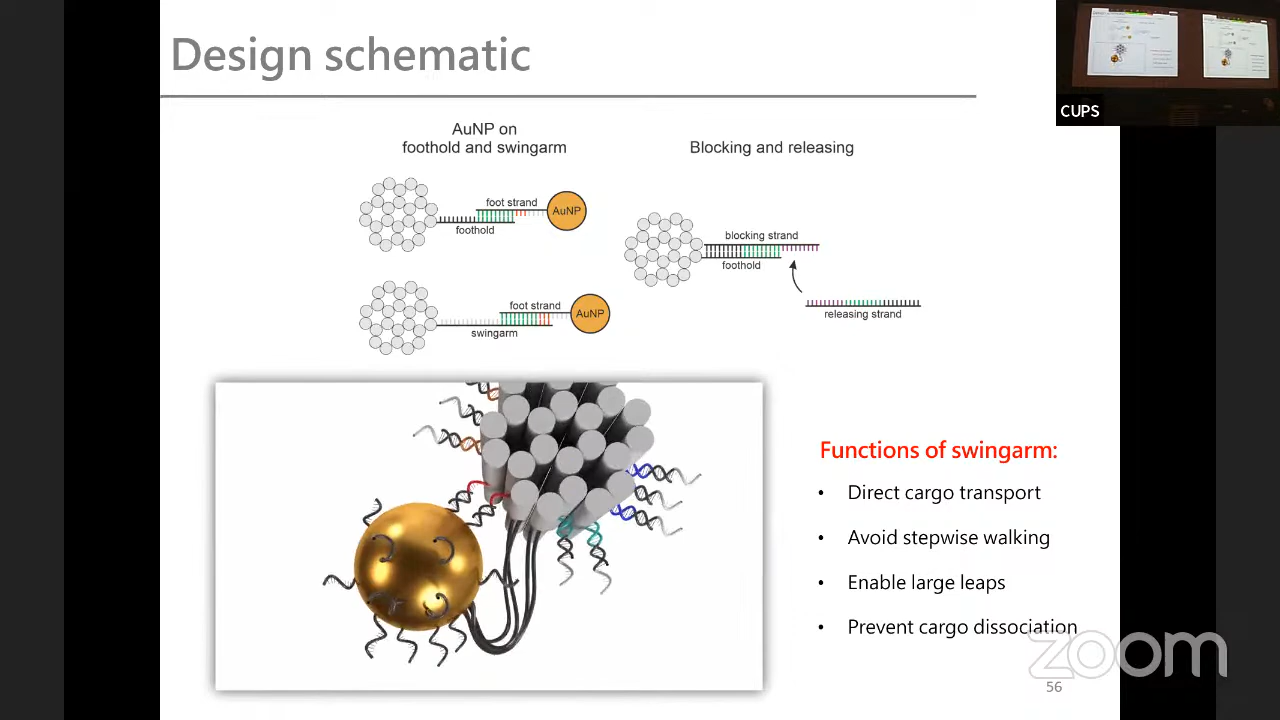 Design schematic
CUPS
AuNP on
foothold and swingarm
Blocking and releasing
foot strand
AuNP
foothold
blocking strand
foothold
releasing strand
foot strand
AuNP
swingarm
Functions of swingarm:
• Direct cargo transport
• Avoid stepwise walking
• Enable large leaps
• Prevent cargo dissociation
zoom
56